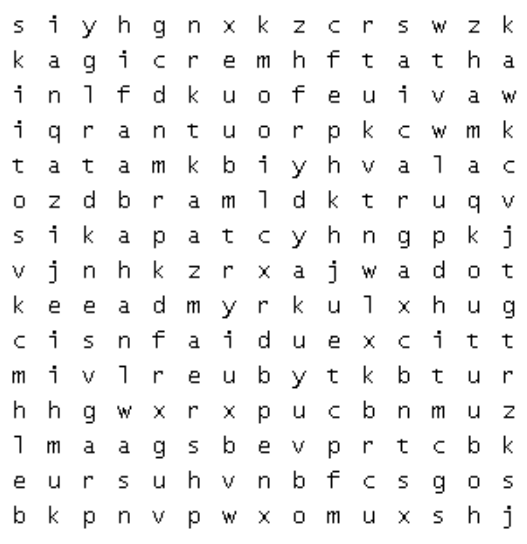 s i y h g n x k z c r s w z k
k a g i c r e m h f t a t h a
i n l f d k u o f e u i v a w
i q r a n t u o r p k c w m k
t a t a m k b i y h v a l a c
o z d b r a m l d k t r u q v
s i k a p a t c y h n g p k j
v j n h k z r x a j w a d o t
k e e a d m y r k u l x h u g
c i s n f a i d u e x c i t t
m i v l r e u b y t k b t u r
h h g w x r x p u c b n m u z
l m a a g s b e v p r t c b k
e u r s u h v n b f c s g o s
b k p n v p w x o m u x s h j